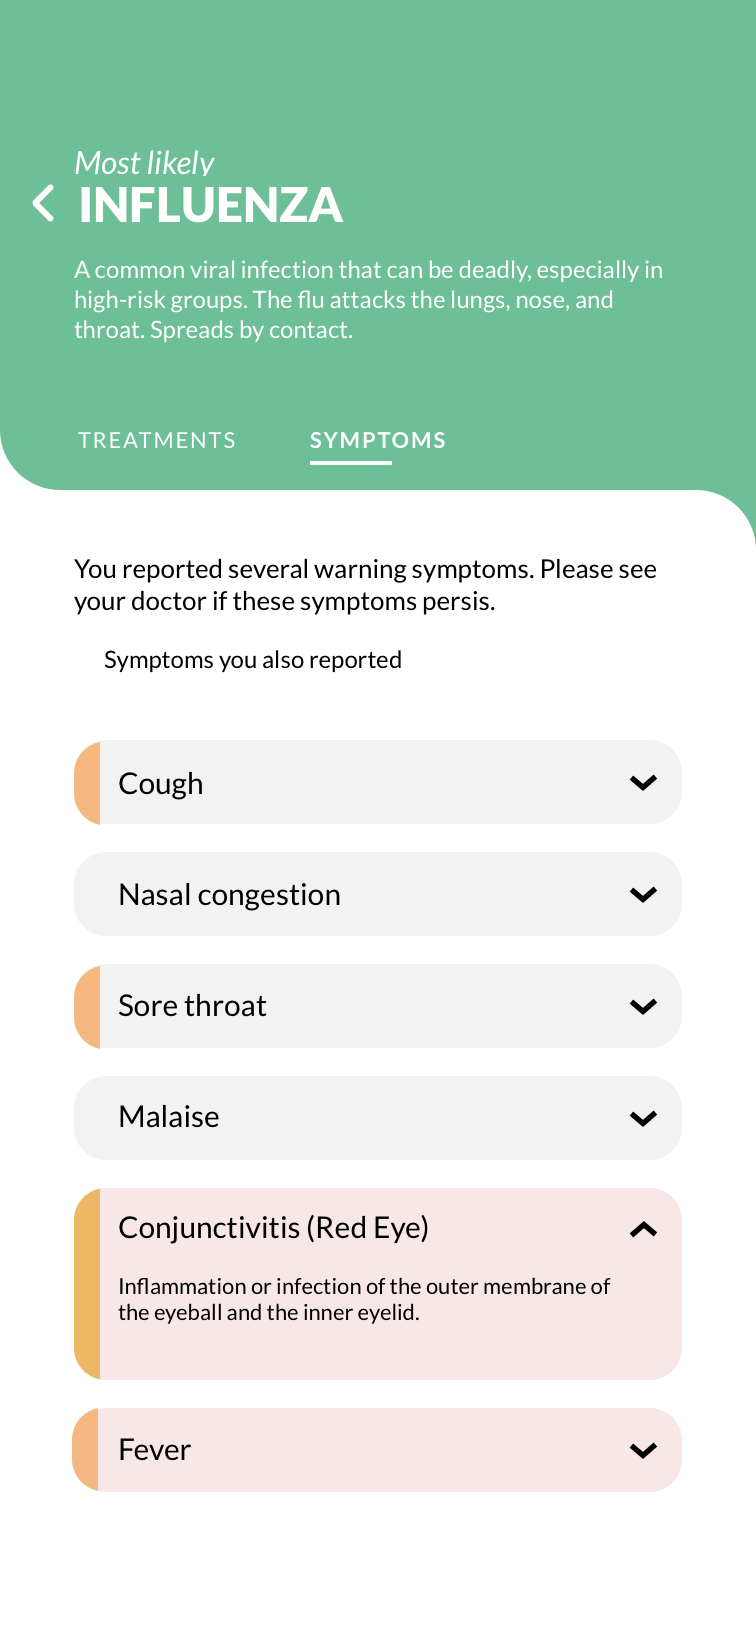 Most likely
INFLUENZA
A common viral infection that can be deadly, especially in
high-risk groups. The flu attacks the lungs, nose, and
throat. Spreads by contact.
TREATMENTS SYMPTOMS
You reported several warning symptoms. Please see
your doctor if these symptoms persis.
Symptoms you also reported
Cough
Nasal congestion
Sore throat
Malaise
Conjunctivitis (Red Eye)
Inflammation or infection of the outer membrane of
the eyeball and the inner eyelid.
Fever